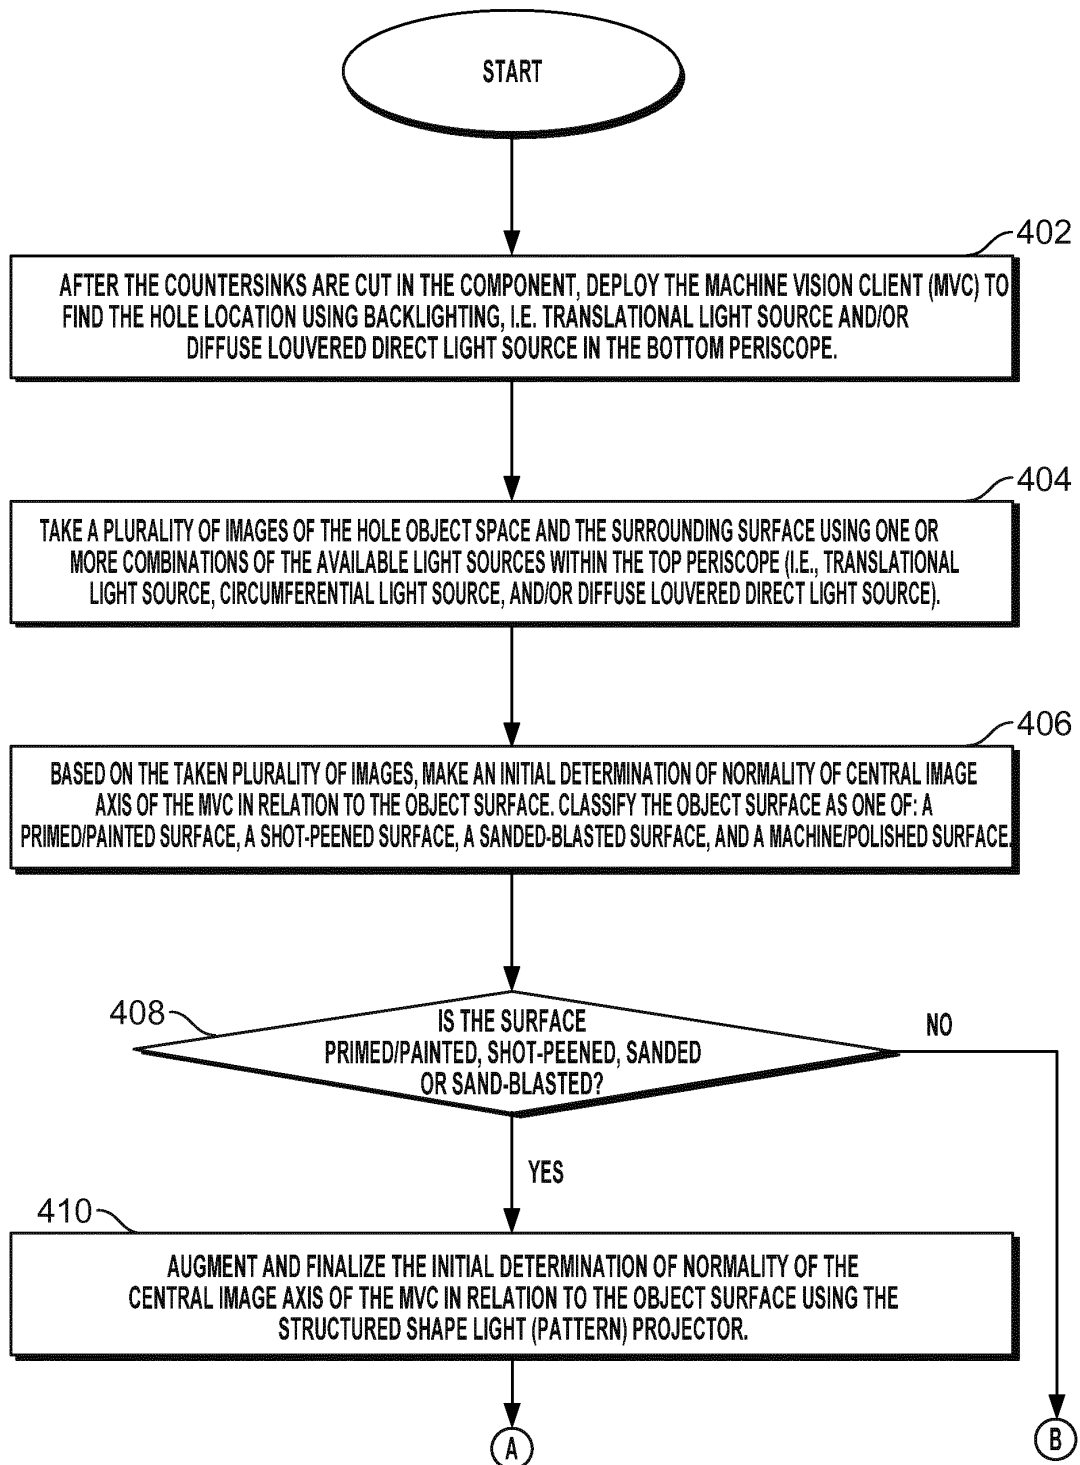 START
402
AFTER THE COUNTERSINKS ARE CUT IN THE COMPONENT, DEPLOY THE MACHINE VISION CLIENT (MVC) TO
FIND THE HOLE LOCATION USING BACKLIGHTING, I.E. TRANSLATIONAL LIGHT SOURCE AND/OR
DIFFUSE LOUVERED DIRECT LIGHT SOURCE IN THE BOTTOM PERISCOPE.
404
TAKE A PLURALITY OF IMAGES OF THE HOLE OBJECT SPACE AND THE SURROUNDING SURFACE USING ONE OR
MORE COMBINATIONS OF THE AVAILABLE LIGHT SOURCES WITHIN THE TOP PERISCOPE (I.E., TRANSLATIONAL
LIGHT SOURCE, CIRCUMFERENTIAL LIGHT SOURCE, AND/OR DIFFUSE LOUVERED DIRECT LIGHT SOURCE).
406
BASED ON THE TAKEN PLURALITY OF IMAGES, MAKE AN INITIAL DETERMINATION OF NORMALITY OF CENTRAL IMAGE
AXIS OF THE MVC IN RELATION TO THE OBJECT SURFACE. CLASSIFY THE OBJECT SURFACE AS ONE OF: A
PRIMED/PAINTED SURFACE, A SHOT-PEENED SURFACE, A SANDED-BLASTED SURFACE, AND A MACHINE/POLISHED SURFACE.
408
IS THE SURFACE
PRIMED/PAINTED, SHOT-PEENED, SANDED
OR SAND-BLASTED?
NO
YES
410
AUGMENT AND FINALIZE THE INITIAL DETERMINATION OF NORMALITY OF THE
CENTRAL IMAGE AXIS OF THE MVC IN RELATION TO THE OBJECT SURFACE USING THE
STRUCTURED SHAPE LIGHT (PATTERN) PROJECTOR.
A
B